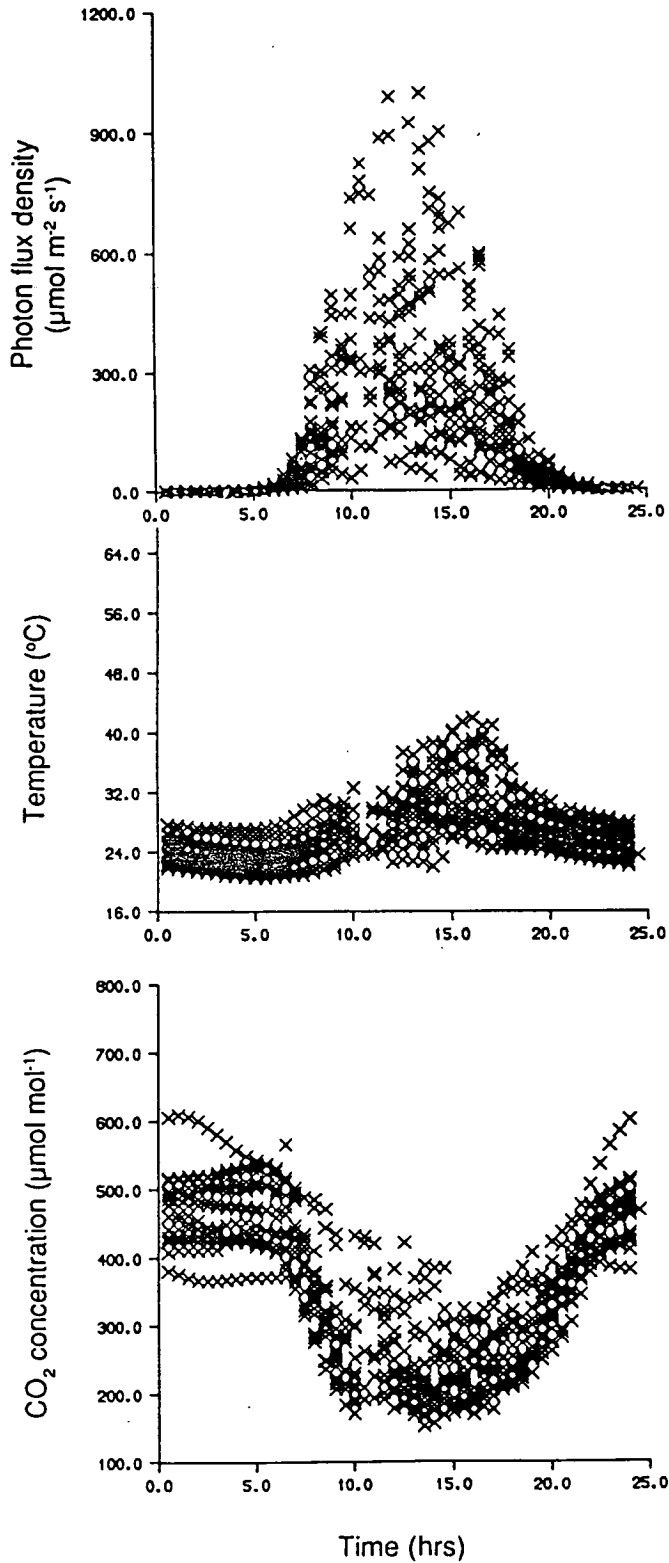 1200.0
900.0
600.0
300.0
0.0
Photon flux density
(µmol m⁻² s⁻¹)
0.0 5.0 10.0 15.0 20.0 25.0
64.0
56.0
48.0
40.0
32.0
24.0
16.0
Temperature (ºC)
0.0 5.0 10.0 15.0 20.0 25.0
800.0
700.0
600.0
500.0
400.0
300.0
200.0
100.0
CO₂ concentration (µmol mol⁻¹)
0.0 5.0 10.0 15.0 20.0 25.0
Time (hrs)